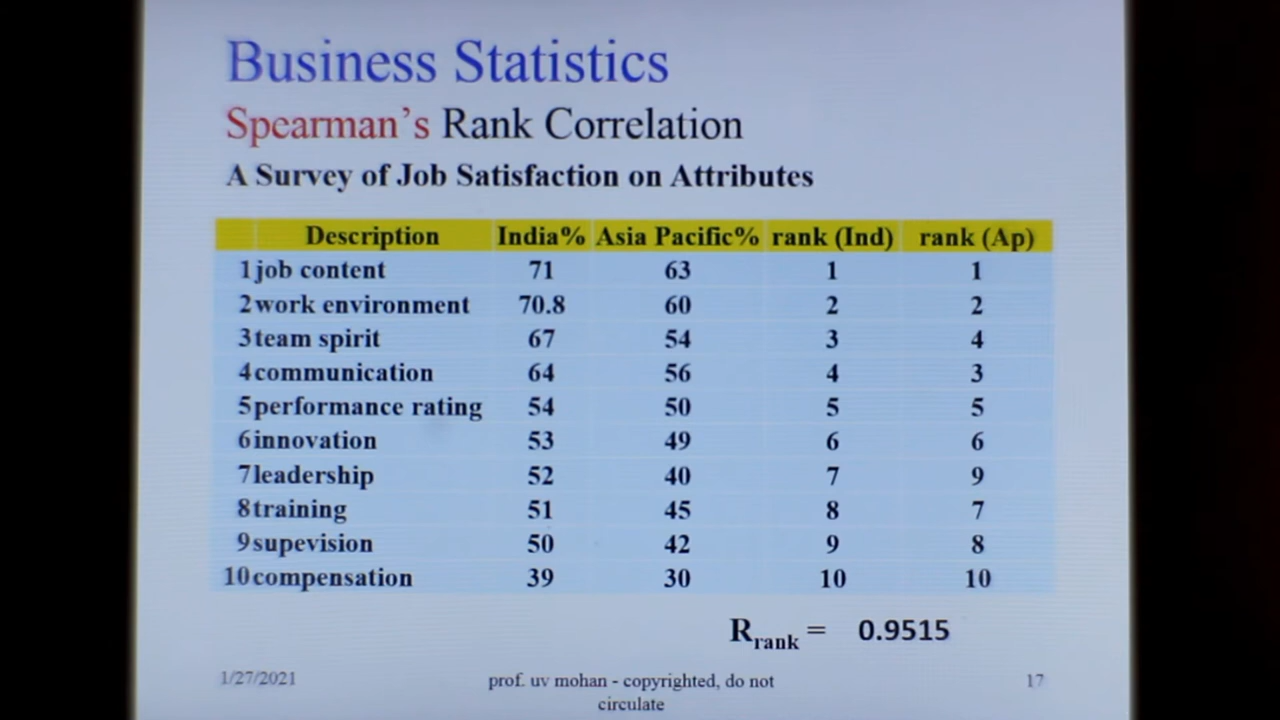 Business Statistics
Spearman's Rank Correlation
A Survey of Job Satisfaction on Attributes
Description India% Asia Pacific% rank (Ind) rank (Ap)
1 job content 71 63 1 1
2 work environment 70.8 60 2 2
3 team spirit 67 54 3 4
4 communication 64 56 4 3
5 performance rating 54 50 5 5
6 innovation 53 49 6 6
7 leadership 52 40 7 9
8 training 51 45 8 7
9 supevision 50 42 9 8
10 compensation 39 30 10 10
Rrank = 0.9515
1/27/2021 prof. uv mohan - copyrighted, do not 17
circulate